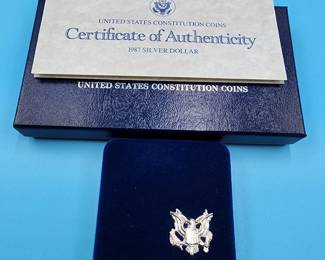 UNITED STATES CONSTITUTION COINS
Certificate of Authenticity
1987 SILVER DOLLAR
UNITED STATES CONSTITUTION COINS